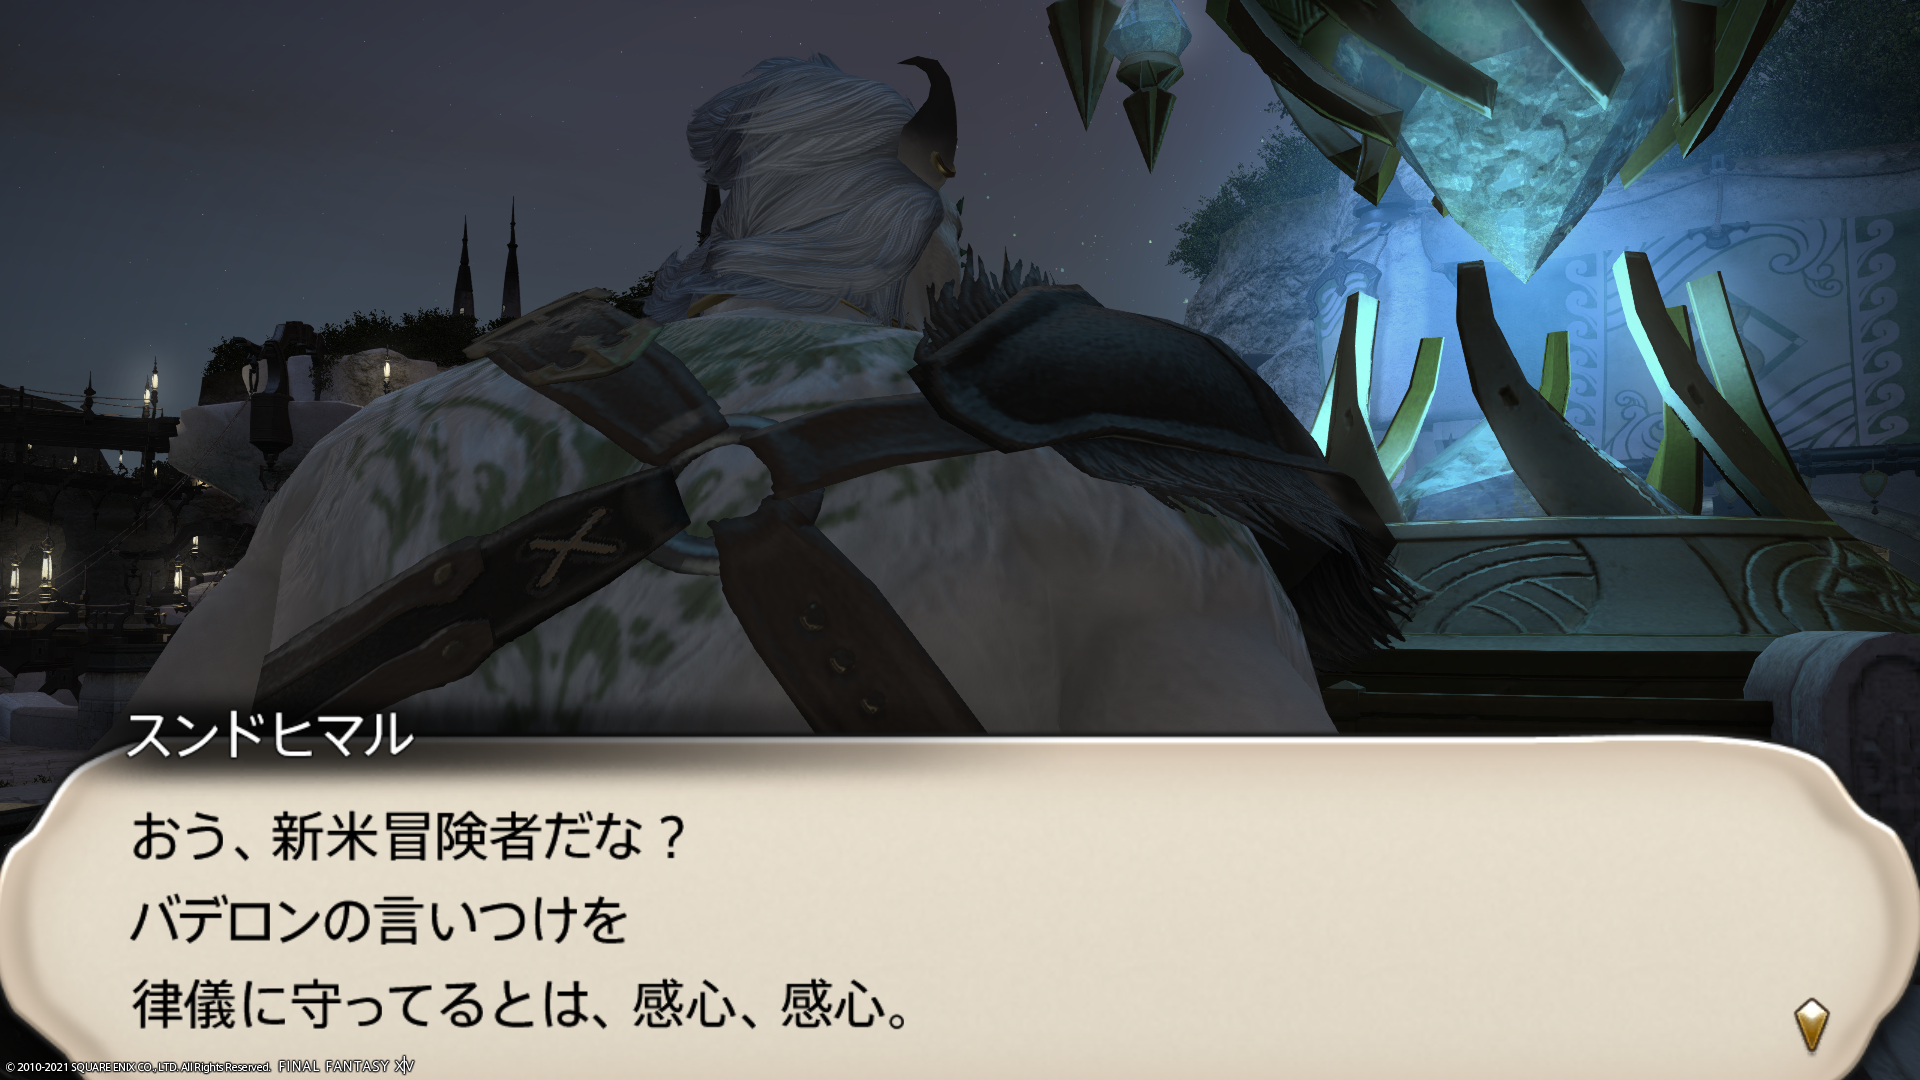 スンドヒマル
おう、新米冒険者だな？
バデロンの言いつけを
律儀に守ってるとは、感心、感心。
© 2010-2021 SQUARE ENIX CO., LTD. All Rights Reserved. FINAL FANTASY XIV